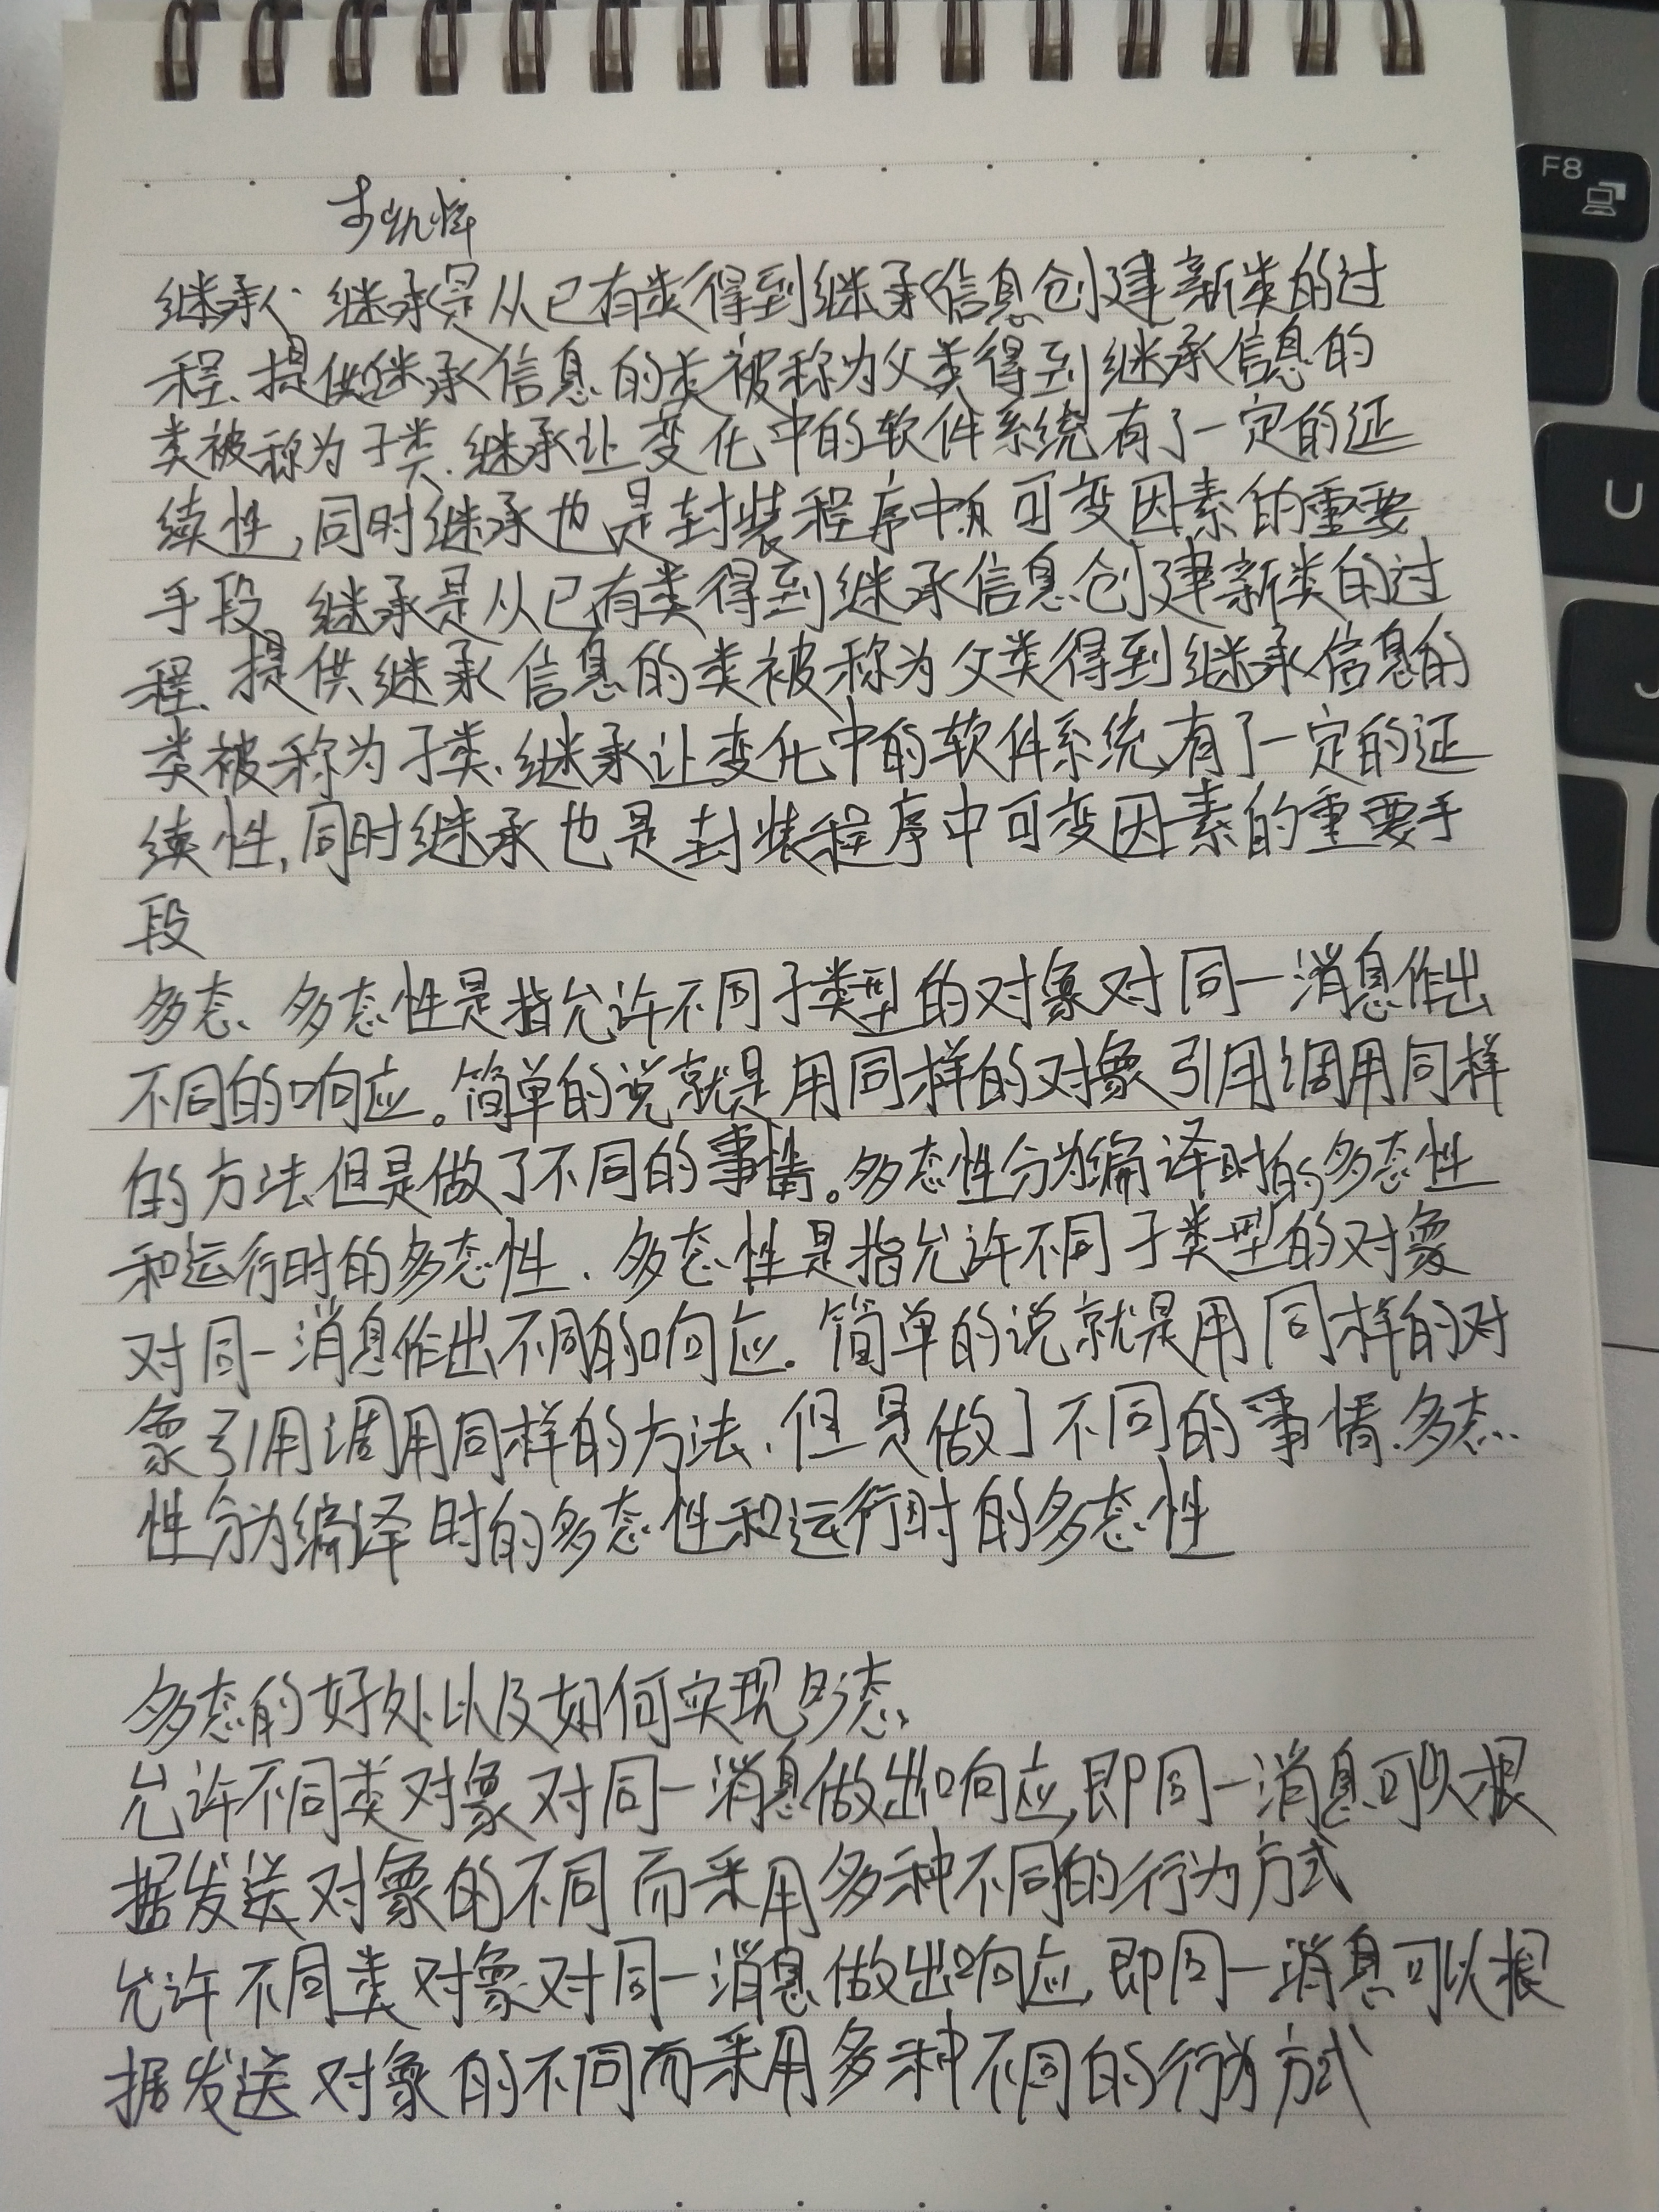 继承、继承是从已有类得到继承信息创建新类的过
程、提供继承信息的类被称为父类得到继承信息的
类被称为子类.继承让变化中的软件系统有了一定的延
续性,同时继承也是封装程序中可变因素的重要
手段、继承是从已有类得到继承信息创建新类的过
程、提供继承信息的类被称为父类得到继承信息的
类被称为子类、继承让变化中的软件系统有了一定的延
续性,同时继承也是封装程序中可变因素的重要手
段
多态、多态性是指允许不同子类型的对象对同一消息作出
不同的响应。简单的说就是用同样的对象引用调用同样
的方法但是做了不同的事情。多态性分为编译时的多态性
和运行时的多态性、多态性是指允许不同子类型的对象
对同一消息作出不同的响应。简单的说就是用同样的对
象引用调用同样的方法、但是做了不同的事情.多态
性分为编译时的多态性和运行时的多态性
多态的好处以及如何实现多态、
允许不同类对象对同一消息做出响应,即同一消息可以根
据发送对象的不同而采用多种不同的行为方式
允许不同类对象对同一消息做出响应,即同一消息可以根
据发送对象的不同而采用多种不同的行为方式
F8
U
J